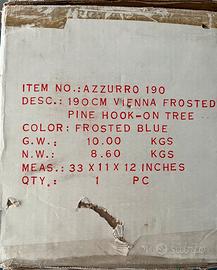 ITEM NO.:AZZURRO 190
DESC.:190CM VIENNA FROSTED
PINE HOOK-ON TREE
COLOR: FROSTED BLUE
G.W.: 10.00 KGS
N.W.: 8.60 KGS
MEAS.: 33 X 11 X 12 INCHES
QTY.: 1 PC
subito